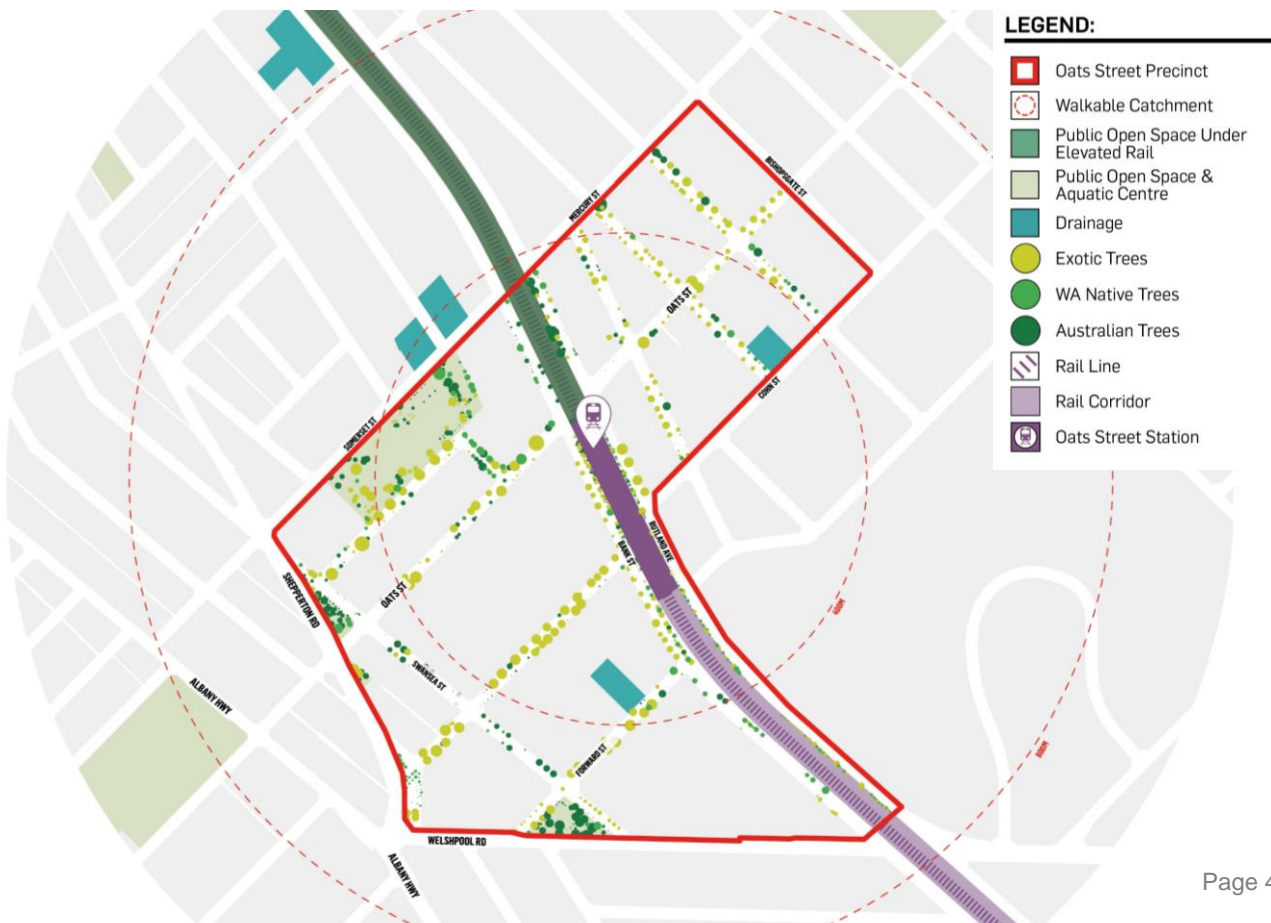 LEGEND:
Oats Street Precinct
Walkable Catchment
Public Open Space Under
Elevated Rail
Public Open Space &
Aquatic Centre
Drainage
Exotic Trees
WA Native Trees
Australian Trees
Rail Line
Rail Corridor
Oats Street Station
BISHOPSGATE ST
MERCURY ST
OATS ST
COHN ST
SOMERSET ST
RUTLAND AVE
BANK ST
SHEPPERTON RD
OATS ST
400M
SWANSEA ST
ALBANY HWY
800M
FORWARD ST
WELSHPOOL RD
ALBANY HWY
Page 4